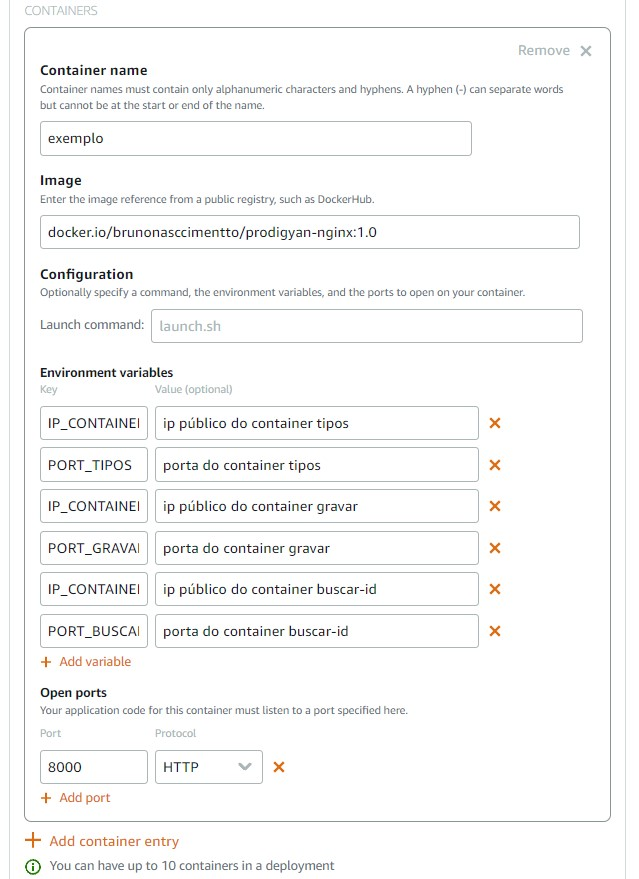 CONTAINERS
Remove
Container name
Container names must contain only alphanumeric characters and hyphens. A hyphen (-) can separate words
but cannot be at the start or end of the name.
exemplo
Image
Enter the image reference from a public registry, such as DockerHub.
docker.io/brunonasccimentto/prodigyan-nginx:1.0
Configuration
Optionally specify a command, the environment variables, and the ports to open on your container.
Launch command: launch.sh
Environment variables
Key Value (optional)
IP_CONTAINE ip público do container tipos
PORT_TIPOS porta do container tipos
IP_CONTAINE ip público do container gravar
PORT_GRAVA porta do container gravar
IP_CONTAINE ip público do container buscar-id
PORT_BUSCA porta do container buscar-id
+ Add variable
Open ports
Your application code for this container must listen to a port specified here.
Port Protocol
8000 HTTP
+ Add port
+ Add container entry
You can have up to 10 containers in a deployment